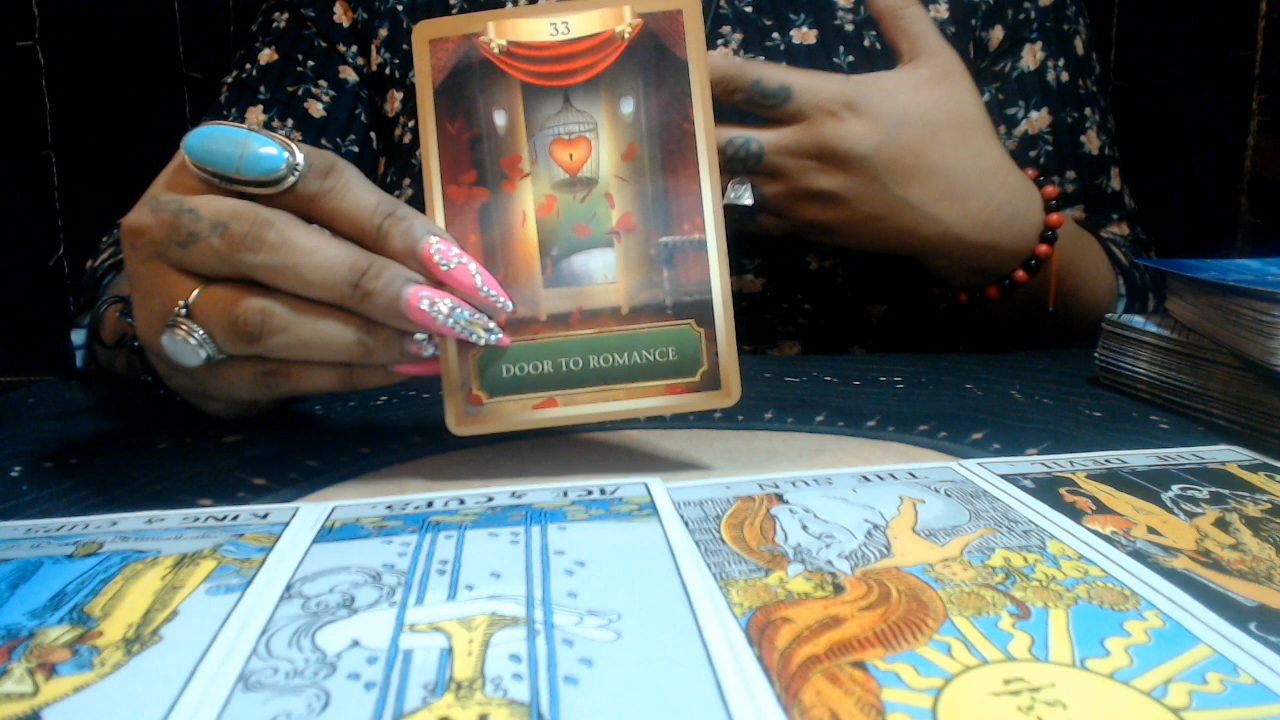 33
DOOR TO ROMANCE
KING of CUPS
ACE of CUPS
THE SUN.
THE DEVIL.